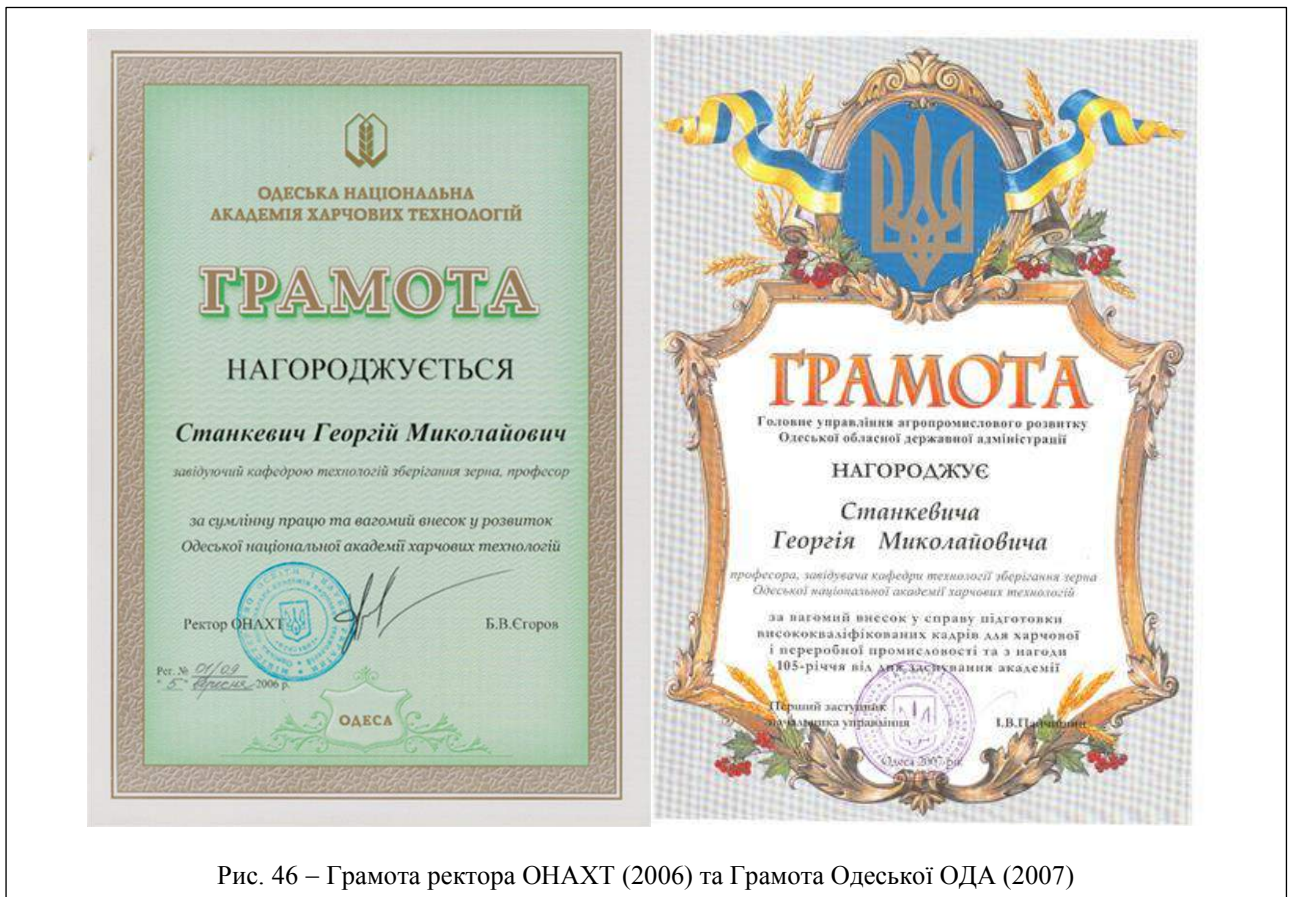 ОДЕСЬКА НАЦІОНАЛЬНА
АКАДЕМІЯ ХАРЧОВИХ ТЕХНОЛОГІЙ
ГРАМОТА
НАГОРОДЖУЄТЬСЯ
Станкевич Георгій Миколайович
завідуючий кафедрою технологій зберігання зерна, професор
за сумлінну працю та вагомий внесок у розвиток
Одеської національної академії харчових технологій
Ректор ОНАХТ Б.В.Єгоров
Рег. № 01/09
"5" вересня 2006 р.
ОДЕСА
ГРАМОТА
Головне управління агропромислового розвитку
Одеської обласної державної адміністрації
НАГОРОДЖУЄ
Станкевича
Георгія Миколайовича
професора, завідувача кафедри технології зберігання зерна
Одеської національної академії харчових технологій
за вагомий внесок у справу підготовки
висококваліфікованих кадрів для харчової
і переробної промисловості та з нагоди
105-річчя від дня заснування академії
Перший заступник
начальника управління
Одеса 2007 рік
Рис. 46 – Грамота ректора ОНАХТ (2006) та Грамота Одеської ОДА (2007)